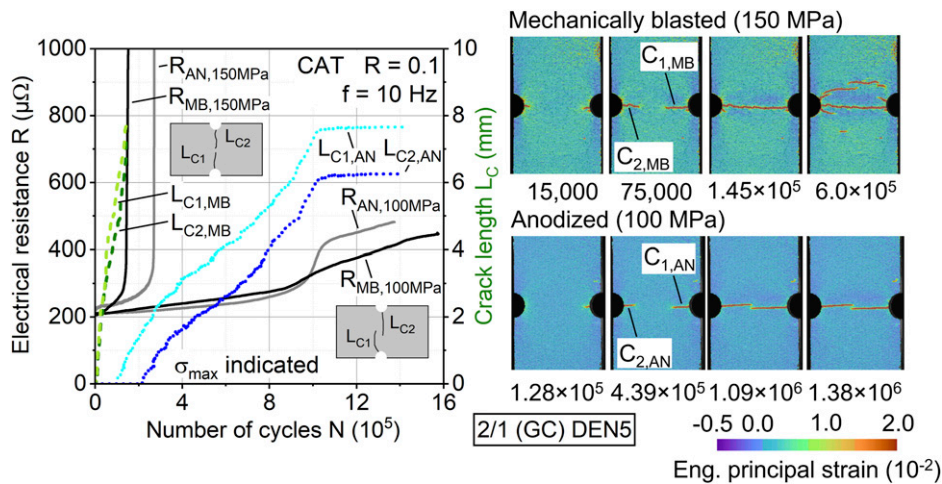 Electrical resistance R (μΩ)
1000
800
600
400
200
0
R_AN,150MPa
R_MB,150MPa
CAT R = 0.1
f = 10 Hz
L_C1
L_C2
L_C1,MB
L_C2,MB
L_C1,AN
L_C2,AN
R_AN,100MPa
R_MB,100MPa
L_C1
L_C2
σ_max indicated
0 4 8 12 16
Number of cycles N (10⁵)
10
8
6
4
2
0
Crack length L_C (mm)
Mechanically blasted (150 MPa)
C_1,MB
C_2,MB
15,000 75,000 1.45×10⁵ 6.0×10⁵
Anodized (100 MPa)
C_1,AN
C_2,AN
1.28×10⁵ 4.39×10⁵ 1.09×10⁶ 1.38×10⁶
2/1 (GC) DEN5
-0.5 0.0 1.0 2.0
Eng. principal strain (10⁻²)